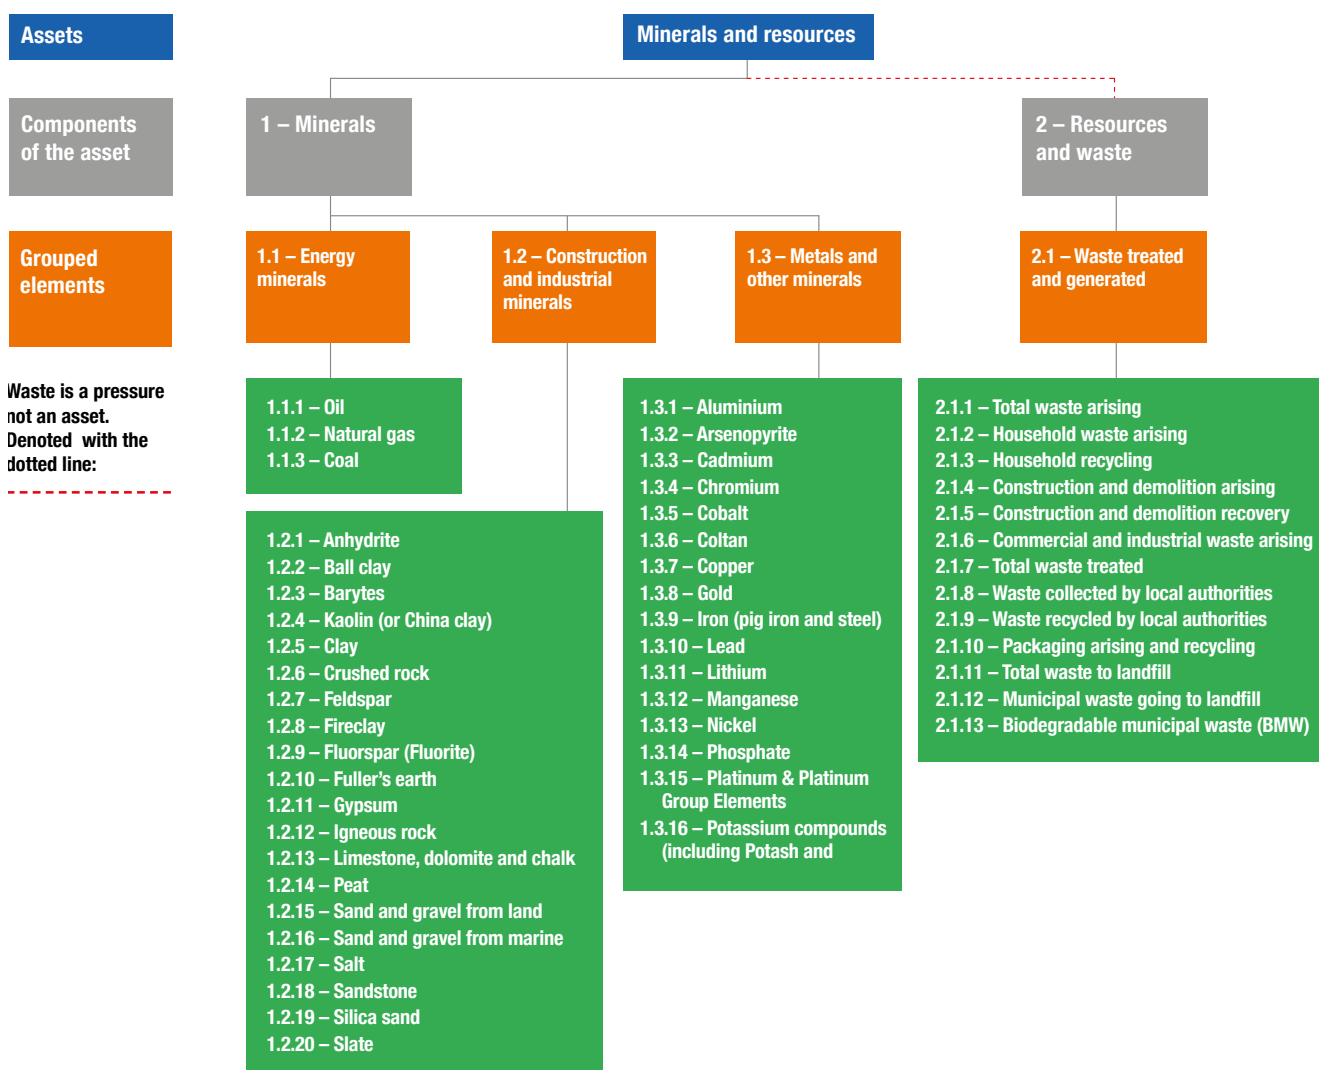 Assets
Minerals and resources
Components
of the asset
1 – Minerals
2 – Resources
and waste
Grouped
elements
1.1 – Energy
minerals
1.2 – Construction
and industrial
minerals
1.3 – Metals and
other minerals
2.1 – Waste treated
and generated
Waste is a pressure
not an asset.
Denoted with the
dotted line:
1.1.1 – Oil
1.1.2 – Natural gas
1.1.3 – Coal
1.2.1 – Anhydrite
1.2.2 – Ball clay
1.2.3 – Barytes
1.2.4 – Kaolin (or China clay)
1.2.5 – Clay
1.2.6 – Crushed rock
1.2.7 – Feldspar
1.2.8 – Fireclay
1.2.9 – Fluorspar (Fluorite)
1.2.10 – Fuller's earth
1.2.11 – Gypsum
1.2.12 – Igneous rock
1.2.13 – Limestone, dolomite and chalk
1.2.14 – Peat
1.2.15 – Sand and gravel from land
1.2.16 – Sand and gravel from marine
1.2.17 – Salt
1.2.18 – Sandstone
1.2.19 – Silica sand
1.2.20 – Slate
1.3.1 – Aluminium
1.3.2 – Arsenopyrite
1.3.3 – Cadmium
1.3.4 – Chromium
1.3.5 – Cobalt
1.3.6 – Coltan
1.3.7 – Copper
1.3.8 – Gold
1.3.9 – Iron (pig iron and steel)
1.3.10 – Lead
1.3.11 – Lithium
1.3.12 – Manganese
1.3.13 – Nickel
1.3.14 – Phosphate
1.3.15 – Platinum & Platinum
Group Elements
1.3.16 – Potassium compounds
(including Potash and
2.1.1 – Total waste arising
2.1.2 – Household waste arising
2.1.3 – Household recycling
2.1.4 – Construction and demolition arising
2.1.5 – Construction and demolition recovery
2.1.6 – Commercial and industrial waste arising
2.1.7 – Total waste treated
2.1.8 – Waste collected by local authorities
2.1.9 – Waste recycled by local authorities
2.1.10 – Packaging arising and recycling
2.1.11 – Total waste to landfill
2.1.12 – Municipal waste going to landfill
2.1.13 – Biodegradable municipal waste (BMW)